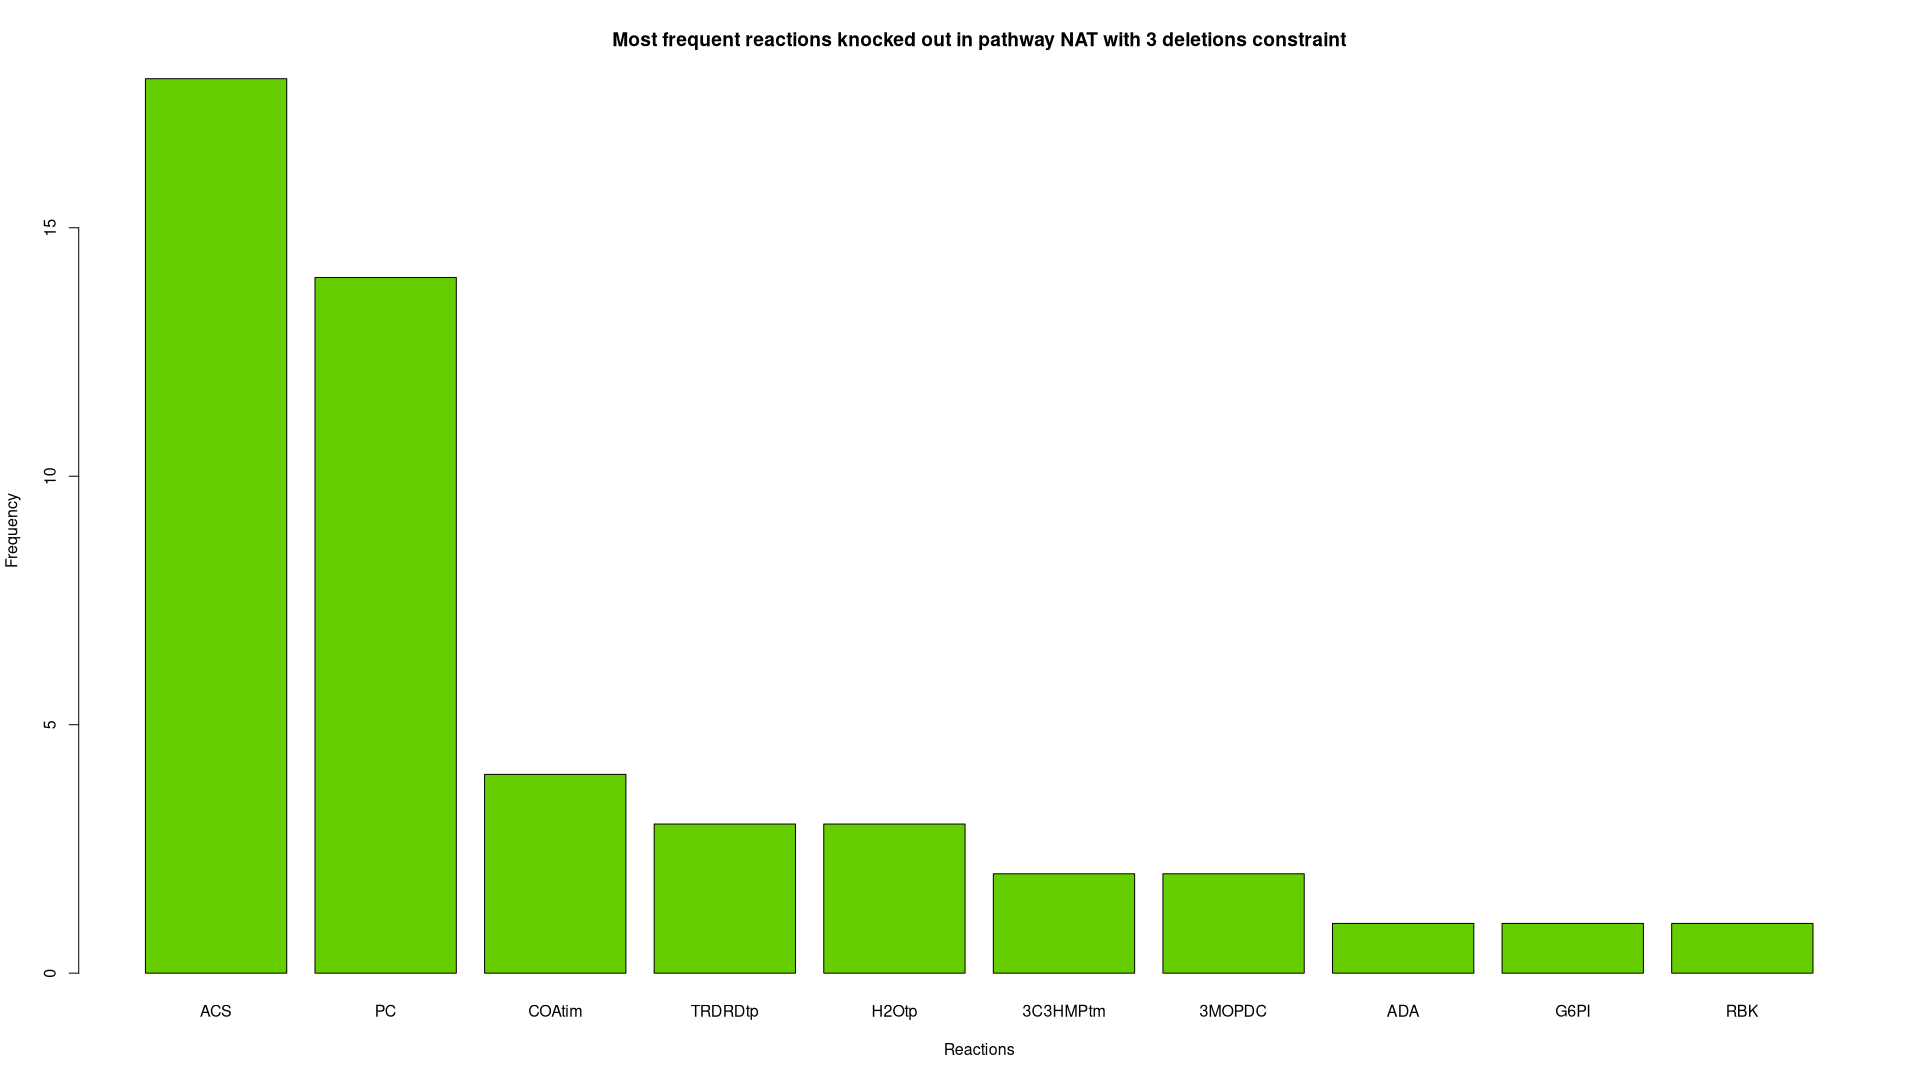 Most frequent reactions knocked out in pathway NAT with 3 deletions constraint
15
10
5
0
Frequency
ACS PC COAtim TRDRDtp H2Otp 3C3HMPtm 3MOPDC ADA G6PI RBK
Reactions